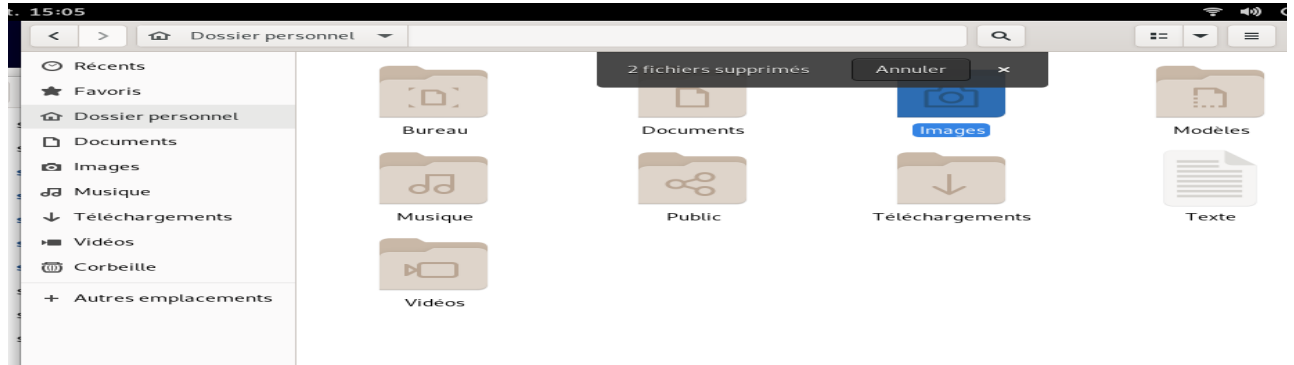 15:05
Dossier personnel
2 fichiers supprimés Annuler
Récents
Favoris
Dossier personnel
Documents
Images
Musique
Téléchargements
Vidéos
Corbeille
Autres emplacements
Bureau Documents Images Modèles
Musique Public Téléchargements Texte
Vidéos